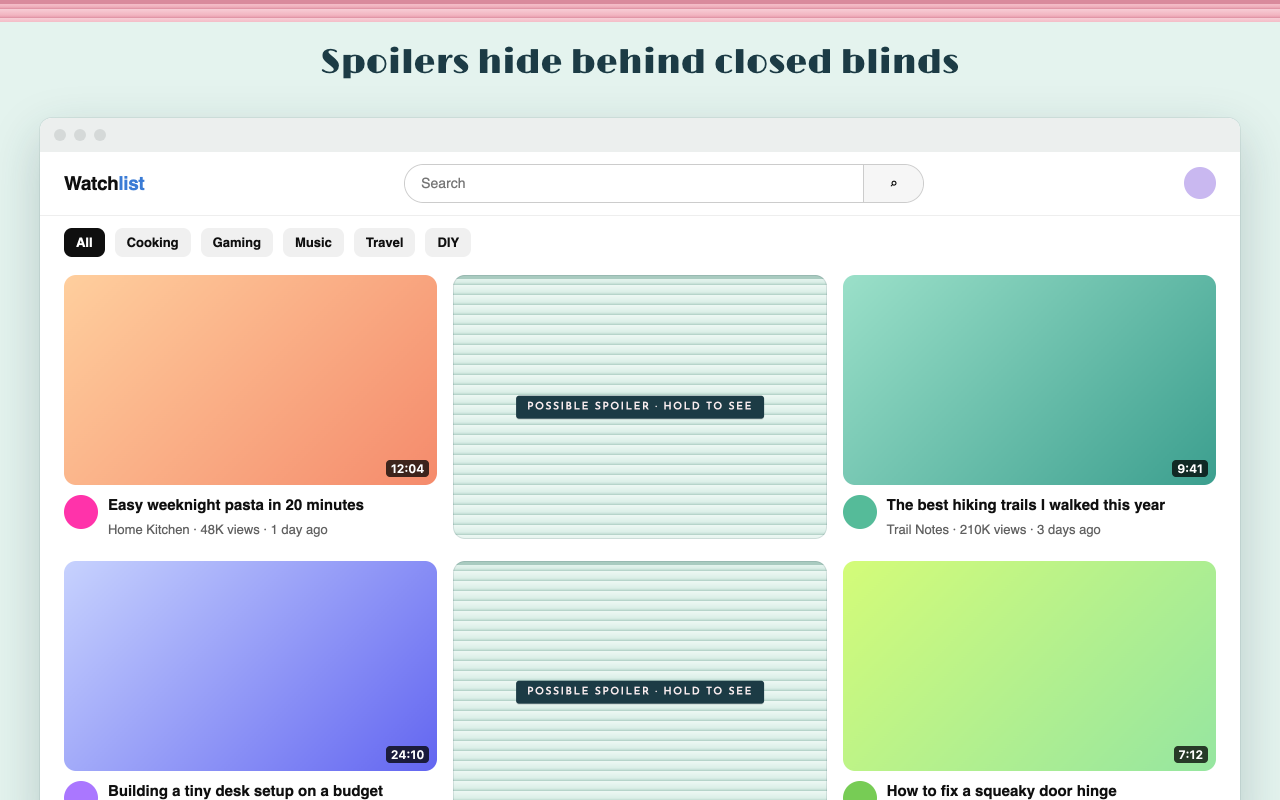 Spoilers hide behind closed blinds
Watchlist
Search
All
Cooking
Gaming
Music
Travel
DIY
12:04
POSSIBLE SPOILER · HOLD TO SEE
9:41
Easy weeknight pasta in 20 minutes
Home Kitchen · 48K views · 1 day ago
The best hiking trails I walked this year
Trail Notes · 210K views · 3 days ago
24:10
POSSIBLE SPOILER · HOLD TO SEE
7:12
Building a tiny desk setup on a budget
How to fix a squeaky door hinge